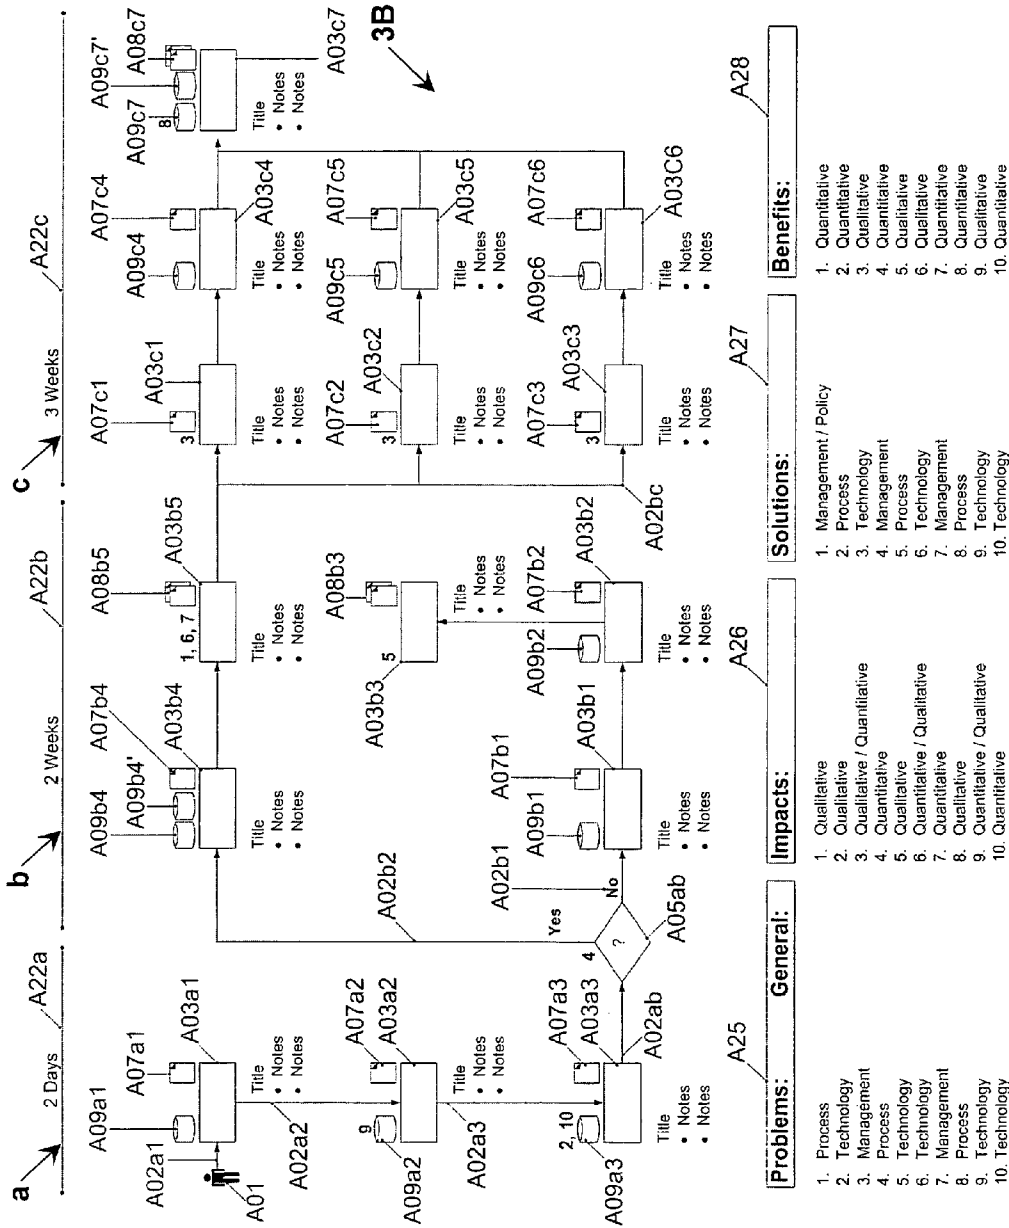 a
b
c
2 Days
2 Weeks
3 Weeks
A22a
A22b
A22c
3B
A09a1
A07a1
A03a1
A02a1
A01
Title
• Notes
• Notes
A02a2
A07a2
A03a2
9
A09a2
Title
• Notes
• Notes
A02a3
A07a3
A03a3
2, 10
A09a3
A02ab
Title
• Notes
• Notes
4
?
Yes
No
A05ab
A02b1
A02b2
A09b4
A09b4'
A07b4
A03b4
Title
• Notes
• Notes
A08b5
A03b5
1, 6, 7
Title
• Notes
• Notes
A08b3
5
A03b3
Title
• Notes
• Notes
A09b1
A07b1
A03b1
Title
• Notes
• Notes
A09b2
A07b2
A03b2
Title
• Notes
• Notes
A02bc
A07c1
A03c1
3
Title
• Notes
• Notes
A07c2
A03c2
3
Title
• Notes
• Notes
A07c3
A03c3
3
Title
• Notes
• Notes
A09c4
A07c4
A03c4
Title
• Notes
• Notes
A09c5
A07c5
A03c5
Title
• Notes
• Notes
A09c6
A07c6
A03C6
Title
• Notes
• Notes
A09c7
A09c7'
A08c7
A03c7
8
Title
• Notes
• Notes
A25
Problems: General:
1. Process
2. Technology
3. Management
4. Process
5. Technology
6. Technology
7. Management
8. Process
9. Technology
10. Technology
A26
Impacts:
1. Qualitative
2. Qualitative
3. Qualitative / Quantitative
4. Quantitative
5. Qualitative
6. Quantitative / Qualitative
7. Quantitative
8. Qualitative
9. Quantitative / Qualitative
10. Quantitative
A27
Solutions:
1. Management / Policy
2. Process
3. Technology
4. Management
5. Process
6. Technology
7. Management
8. Process
9. Technology
10. Technology
A28
Benefits:
1. Quantitative
2. Quantitative
3. Qualitative
4. Quantitative
5. Qualitative
6. Qualitative
7. Quantitative
8. Quantitative
9. Qualitative
10. Quantitative